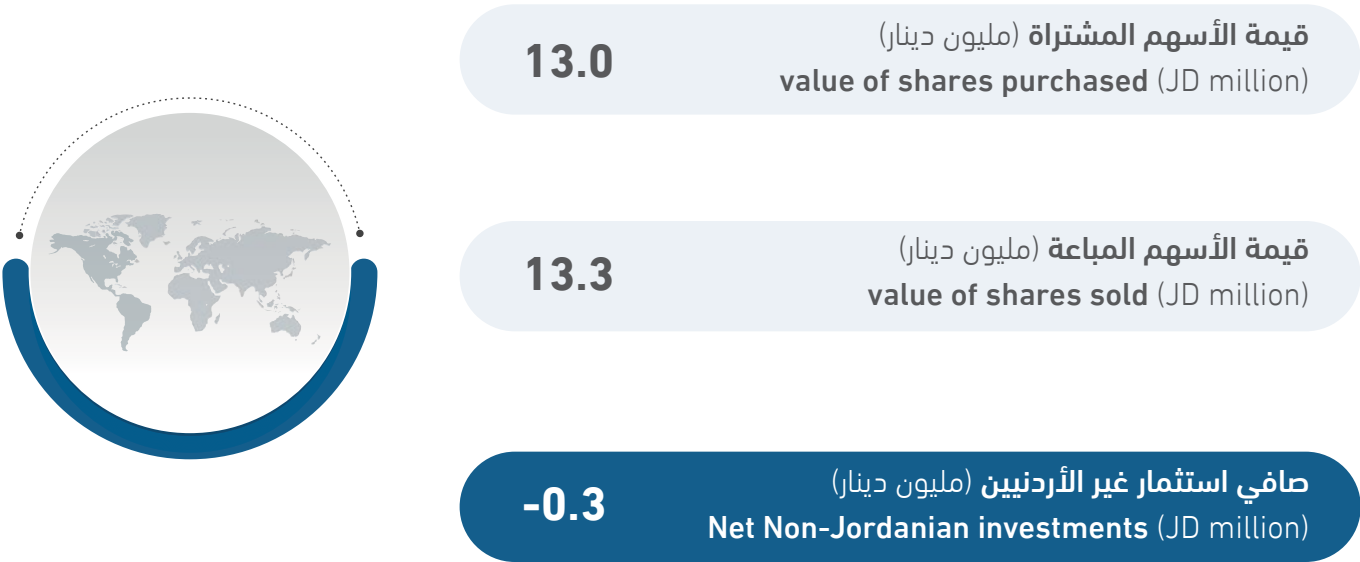 قيمة الأسهم المشتراة (مليون دينار)
13.0
value of shares purchased (JD million)
قيمة الأسهم المباعة (مليون دينار)
13.3
value of shares sold (JD million)
صافي استثمار غير الأردنيين (مليون دينار)
-0.3
Net Non-Jordanian investments (JD million)